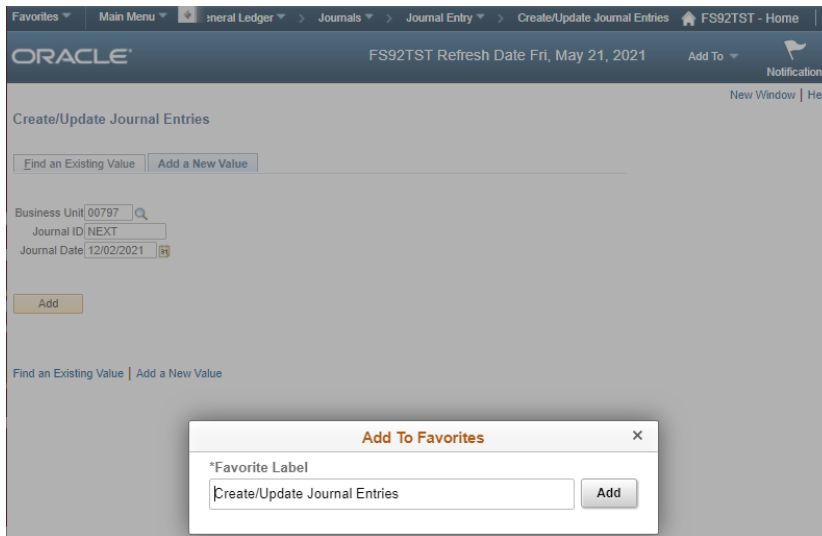 Favorites Main Menu eneral Ledger > Journals > Journal Entry > Create/Update Journal Entries FS92TST - Home
ORACLE FS92TST Refresh Date Fri, May 21, 2021 Add To
Notification
New Window | He
Create/Update Journal Entries
Find an Existing Value Add a New Value
Business Unit 00797
Journal ID NEXT
Journal Date 12/02/2021
Add
Find an Existing Value | Add a New Value
Add To Favorites ×
*Favorite Label
Create/Update Journal Entries Add